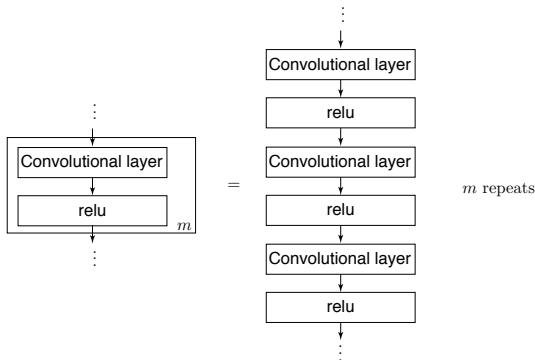 ⋮
Convolutional layer
relu
m
⋮
=
⋮
Convolutional layer
relu
Convolutional layer
relu
Convolutional layer
relu
⋮
m repeats